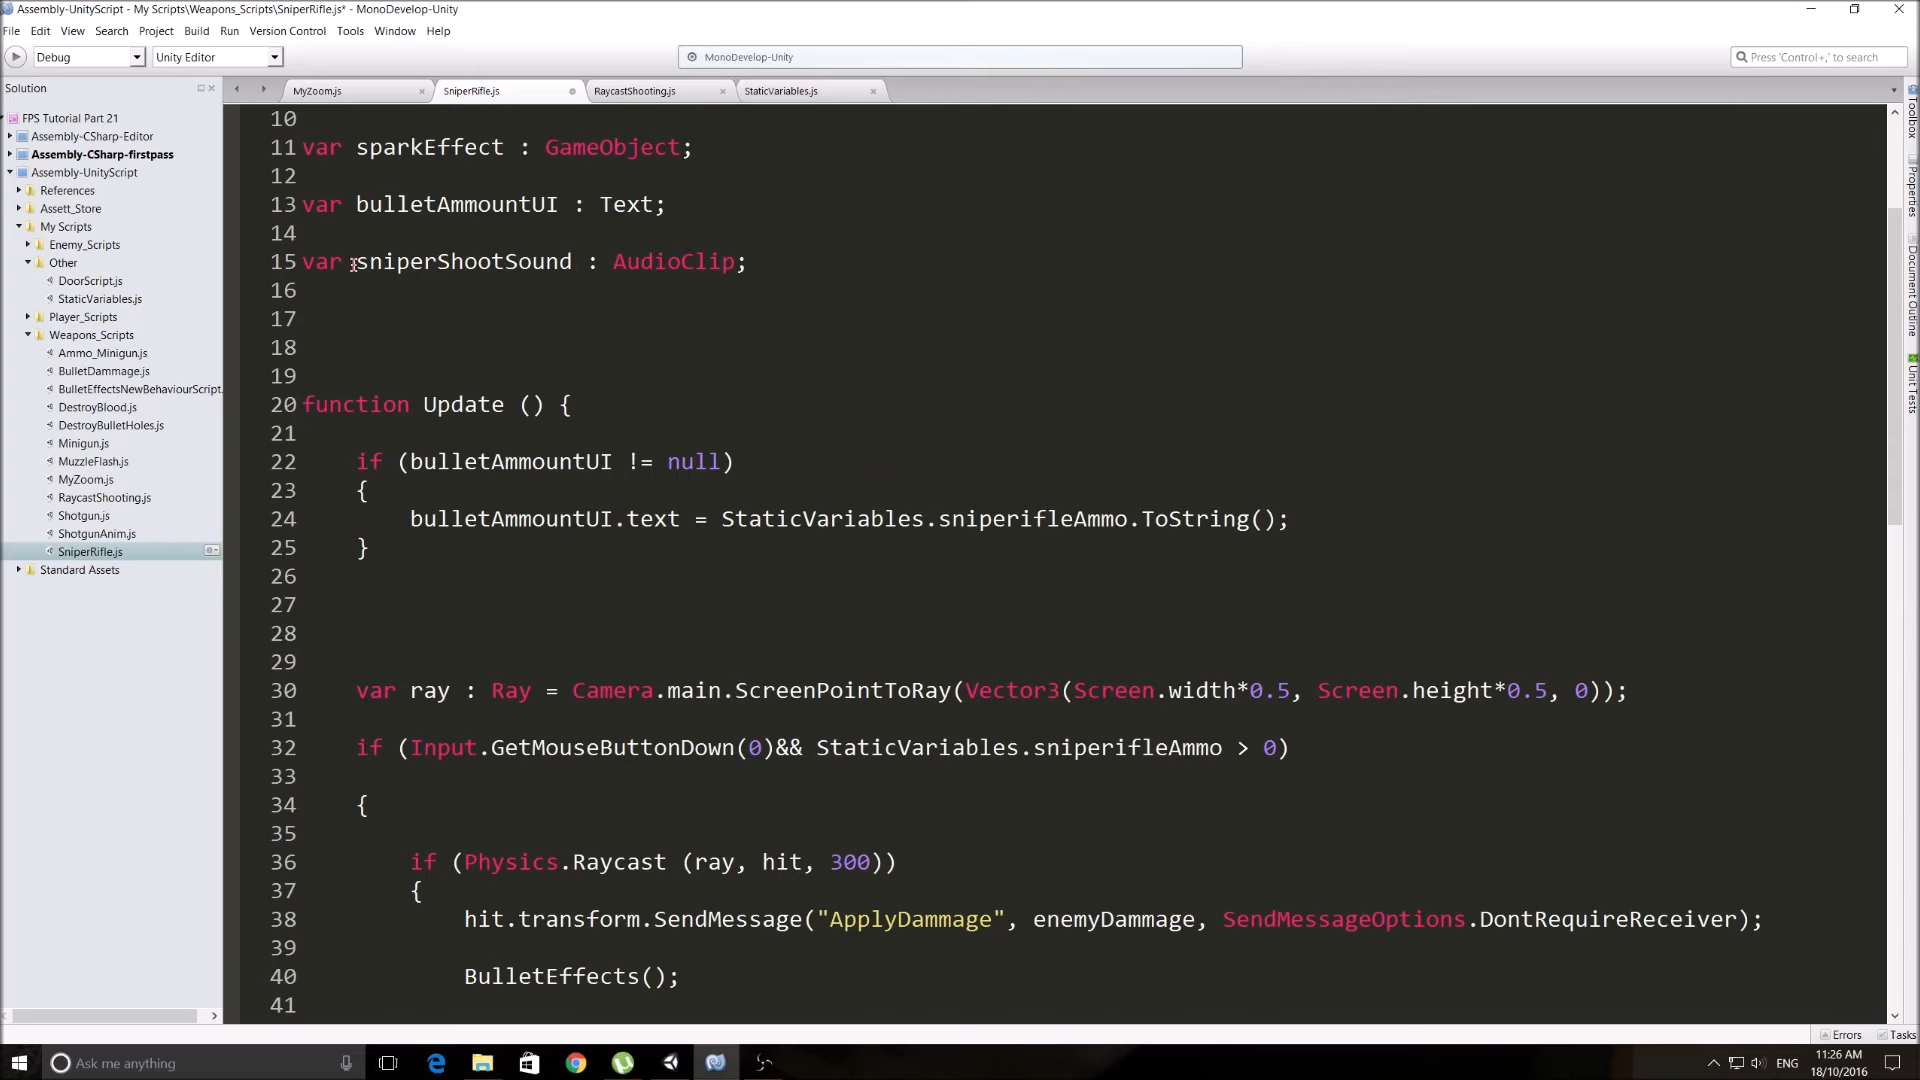 Assembly-UnityScript - My Scripts\Weapons_Scripts\SniperRifle.js* - MonoDevelop-Unity
File Edit View Search Project Build Run Version Control Tools Window Help
Debug Unity Editor MonoDevelop-Unity Press 'Control+,' to search
Solution MyZoom.js SniperRifle.js RaycastShooting.js StaticVariables.js
FPS Tutorial Part 21
Assembly-CSharp-Editor
Assembly-CSharp-firstpass
Assembly-UnityScript
References
Assett_Store
My Scripts
Enemy_Scripts
Other
DoorScript.js
StaticVariables.js
Player_Scripts
Weapons_Scripts
Ammo_Minigun.js
BulletDammage.js
BulletEffectsNewBehaviourScript.
DestroyBlood.js
DestroyBulletHoles.js
Minigun.js
MuzzleFlash.js
MyZoom.js
RaycastShooting.js
Shotgun.js
ShotgunAnim.js
SniperRifle.js
Standard Assets
10
11 var sparkEffect : GameObject;
12
13 var bulletAmmountUI : Text;
14
15 var sniperShootSound : AudioClip;
16
17
18
19
20 function Update () {
21
22 if (bulletAmmountUI != null)
23 {
24 bulletAmmountUI.text = StaticVariables.sniperifleAmmo.ToString();
25 }
26
27
28
29
30 var ray : Ray = Camera.main.ScreenPointToRay(Vector3(Screen.width*0.5, Screen.height*0.5, 0));
31
32 if (Input.GetMouseButtonDown(0)&& StaticVariables.sniperifleAmmo > 0)
33
34 {
35
36 if (Physics.Raycast (ray, hit, 300))
37 {
38 hit.transform.SendMessage("ApplyDammage", enemyDammage, SendMessageOptions.DontRequireReceiver);
39
40 BulletEffects();
41
Toolbox
Properties
Document Outline
Unit Tests
Errors Tasks
Ask me anything
ENG
11:26 AM
18/10/2016